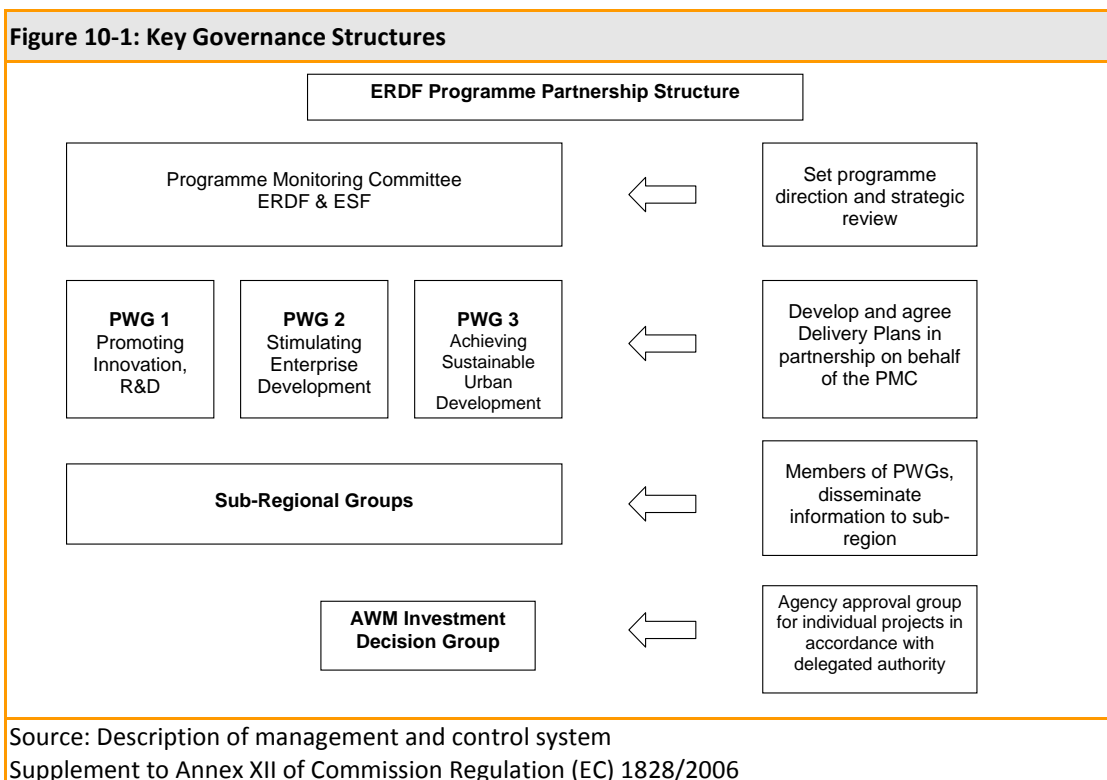 Figure 10-1: Key Governance Structures
ERDF Programme Partnership Structure
Programme Monitoring Committee
ERDF & ESF
Set programme
direction and strategic
review
PWG 1
Promoting
Innovation,
R&D
PWG 2
Stimulating
Enterprise
Development
PWG 3
Achieving
Sustainable
Urban
Development
Develop and agree
Delivery Plans in
partnership on behalf
of the PMC
Sub-Regional Groups
Members of PWGs,
disseminate
information to sub-
region
AWM Investment
Decision Group
Agency approval group
for individual projects in
accordance with
delegated authority
Source: Description of management and control system
Supplement to Annex XII of Commission Regulation (EC) 1828/2006